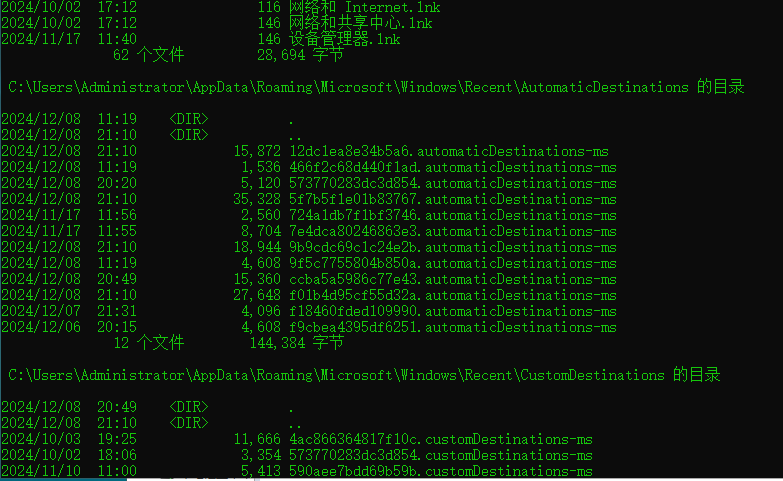 2024/10/02  17:12               116 网络和 Internet.lnk
2024/10/02  17:12               146 网络和共享中心.lnk
2024/11/17  11:40               146 设备管理器.lnk
              62 个文件         28,694 字节
C:\Users\Administrator\AppData\Roaming\Microsoft\Windows\Recent\AutomaticDestinations 的目录
2024/12/08  11:19    <DIR>          .
2024/12/08  21:10    <DIR>          ..
2024/12/08  21:10            15,872 12dc1ea8e34b5a6.automaticDestinations-ms
2024/12/08  11:19             1,536 466f2c68d440f1ad.automaticDestinations-ms
2024/12/08  20:20             5,120 573770283dc3d854.automaticDestinations-ms
2024/12/08  21:10            35,328 5f7b5f1e01b83767.automaticDestinations-ms
2024/11/17  11:56             2,560 724a1db7f1bf3746.automaticDestinations-ms
2024/11/17  11:55             8,704 7e4dca80246863e3.automaticDestinations-ms
2024/12/08  21:10            18,944 9b9cdc69c1c24e2b.automaticDestinations-ms
2024/12/08  11:19             4,608 9f5c7755804b850a.automaticDestinations-ms
2024/12/08  20:49            15,360 ccba5a5986c77e43.automaticDestinations-ms
2024/12/08  21:10            27,648 f01b4d95cf55d32a.automaticDestinations-ms
2024/12/07  21:31             4,096 f18460fded109990.automaticDestinations-ms
2024/12/06  20:15             4,608 f9cbea4395df6251.automaticDestinations-ms
              12 个文件        144,384 字节
C:\Users\Administrator\AppData\Roaming\Microsoft\Windows\Recent\CustomDestinations 的目录
2024/12/08  20:49    <DIR>          .
2024/12/08  21:10    <DIR>          ..
2024/10/03  19:25            11,666 4ac866364817f10c.customDestinations-ms
2024/10/02  18:06             3,354 573770283dc3d854.customDestinations-ms
2024/11/10  11:00             5,413 590aee7bdd69b59b.customDestinations-ms